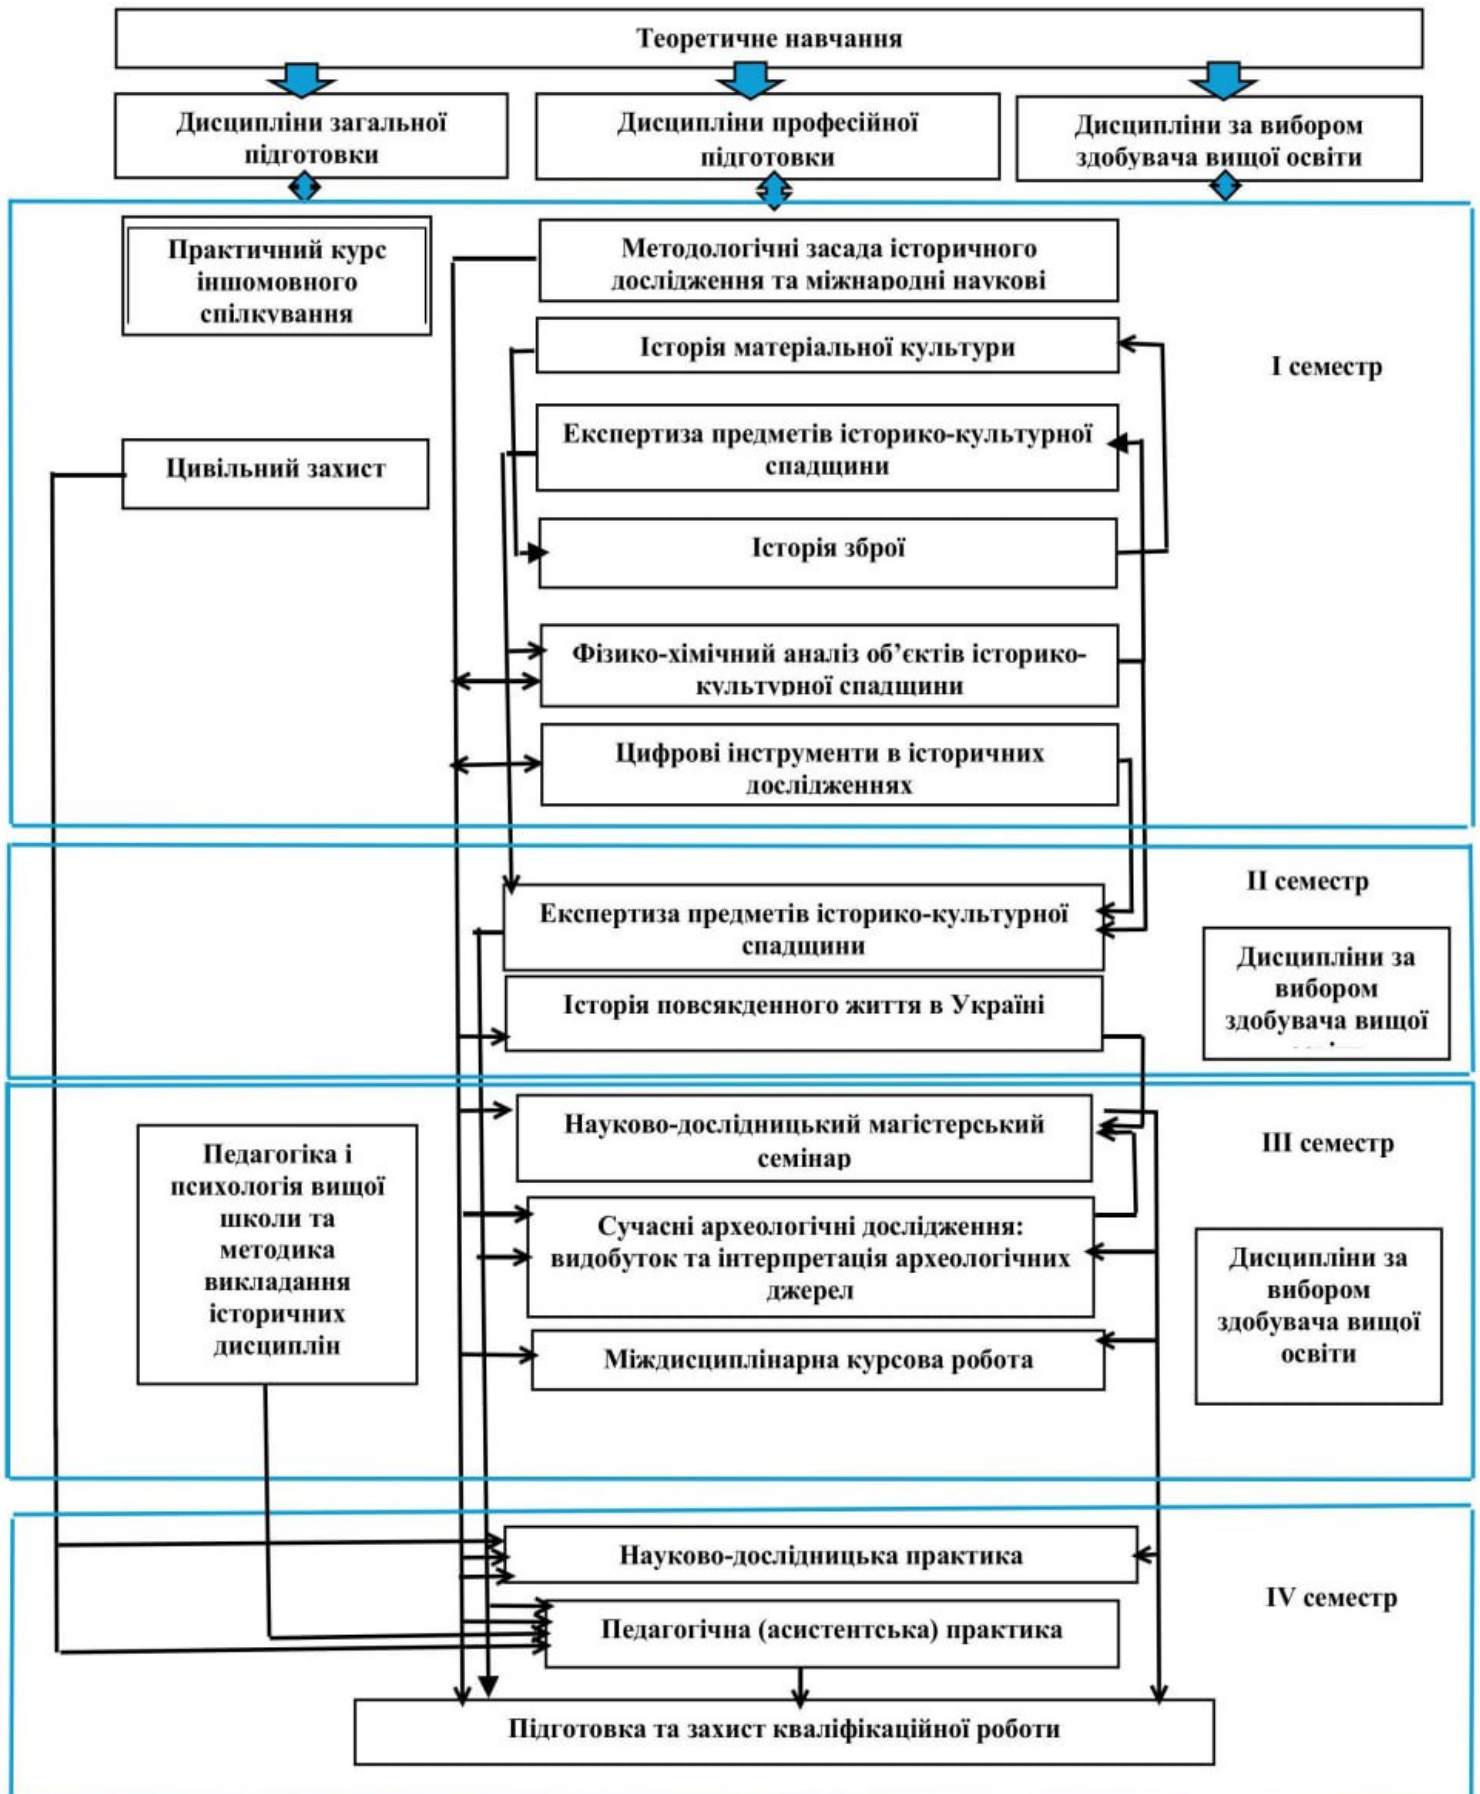 Теоретичне навчання
Дисципліни загальної
підготовки
Дисципліни професійної
підготовки
Дисципліни за вибором
здобувача вищої освіти
Практичний курс
іншомовного
спілкування
Методологічні засада історичного
дослідження та міжнародні наукові
Історія матеріальної культури
І семестр
Експертиза предметів історико-культурної
спадщини
Цивільний захист
Історія зброї
Фізико-хімічний аналіз об’єктів історико-
культурної спадщини
Цифрові інструменти в історичних
дослідженнях
ІІ семестр
Експертиза предметів історико-культурної
спадщини
Дисципліни за
вибором
здобувача вищої
Історія повсякденного життя в Україні
Науково-дослідницький магістерський
семінар
ІІІ семестр
Педагогіка і
психологія вищої
школи та
методика
викладання
історичних
дисциплін
Сучасні археологічні дослідження:
видобуток та інтерпретація археологічних
джерел
Дисципліни за
вибором
здобувача вищої
освіти
Міждисциплінарна курсова робота
Науково-дослідницька практика
IV семестр
Педагогічна (асистентська) практика
Підготовка та захист кваліфікаційної роботи